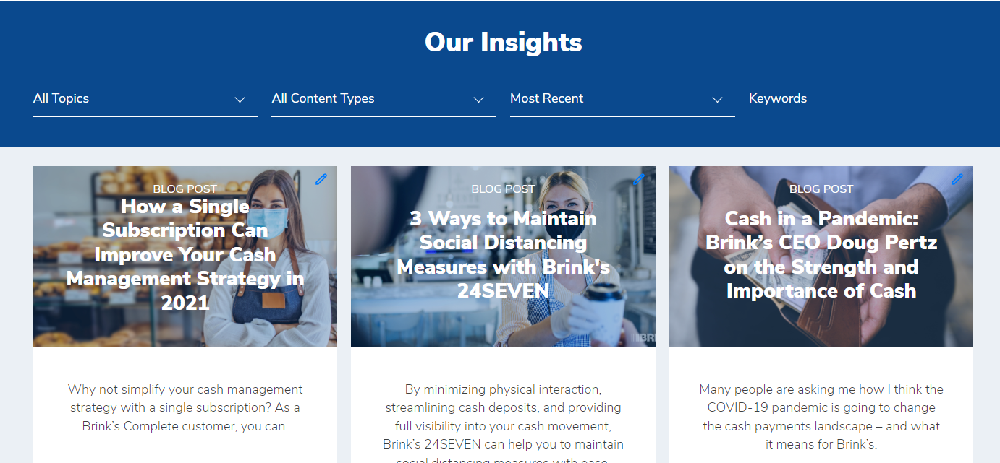 Our Insights
All Topics
All Content Types
Most Recent
Keywords
BLOG POST
How a Single
Subscription Can
Improve Your Cash
Management Strategy in
2021
Why not simplify your cash management
strategy with a single subscription? As a
Brink's Complete customer, you can.
BLOG POST
3 Ways to Maintain
Social Distancing
Measures with Brink's
24SEVEN
By minimizing physical interaction,
streamlining cash deposits, and providing
full visibility into your cash movement,
Brink's 24SEVEN can help you to maintain
social distancing measures with ease
BLOG POST
Cash in a Pandemic:
Brink’s CEO Doug Pertz
on the Strength and
Importance of Cash
Many people are asking me how I think the
COVID-19 pandemic is going to change
the cash payments landscape – and what
it means for Brink's.